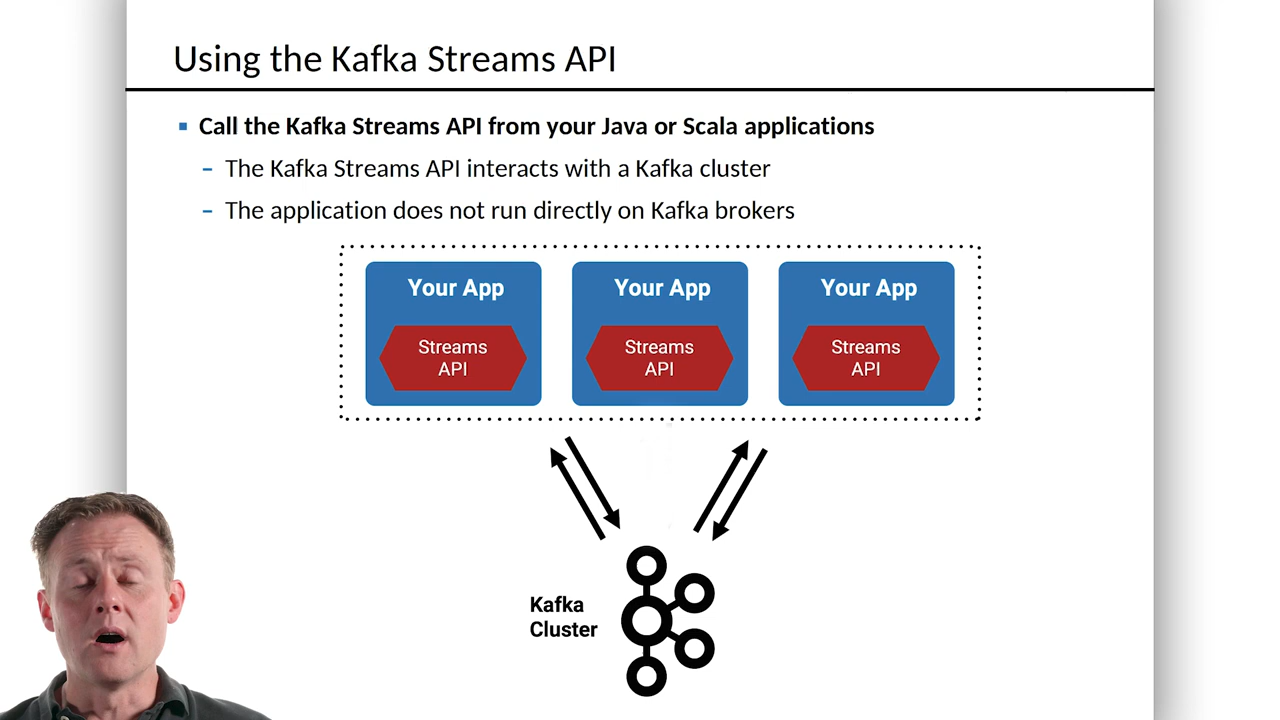 Using the Kafka Streams API
▪ Call the Kafka Streams API from your Java or Scala applications
– The Kafka Streams API interacts with a Kafka cluster
– The application does not run directly on Kafka brokers
Your App
Your App
Your App
Streams
API
Streams
API
Streams
API
Kafka
Cluster